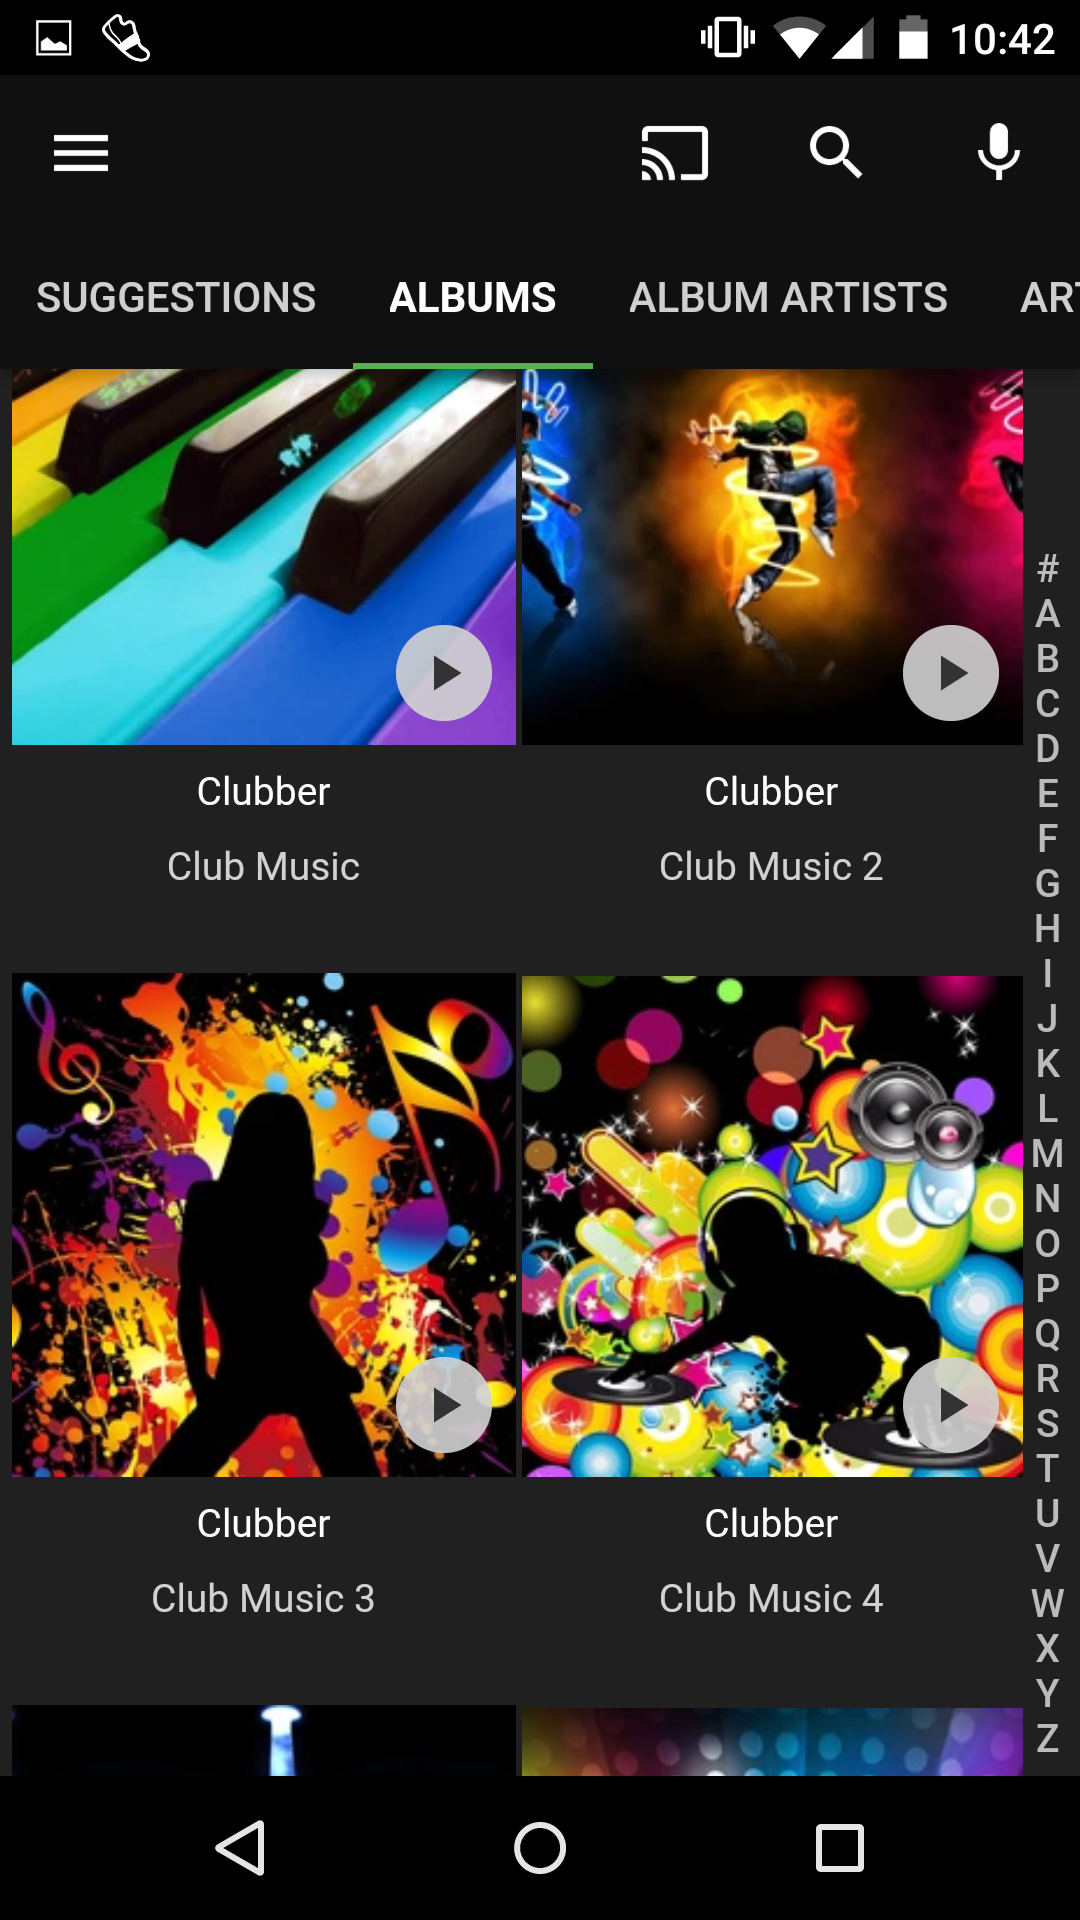 10:42
SUGGESTIONS ALBUMS ALBUM ARTISTS ART
Clubber
Club Music
Clubber
Club Music 2
Clubber
Club Music 3
Clubber
Club Music 4
#
A
B
C
D
E
F
G
H
I
J
K
L
M
N
O
P
Q
R
S
T
U
V
W
X
Y
Z